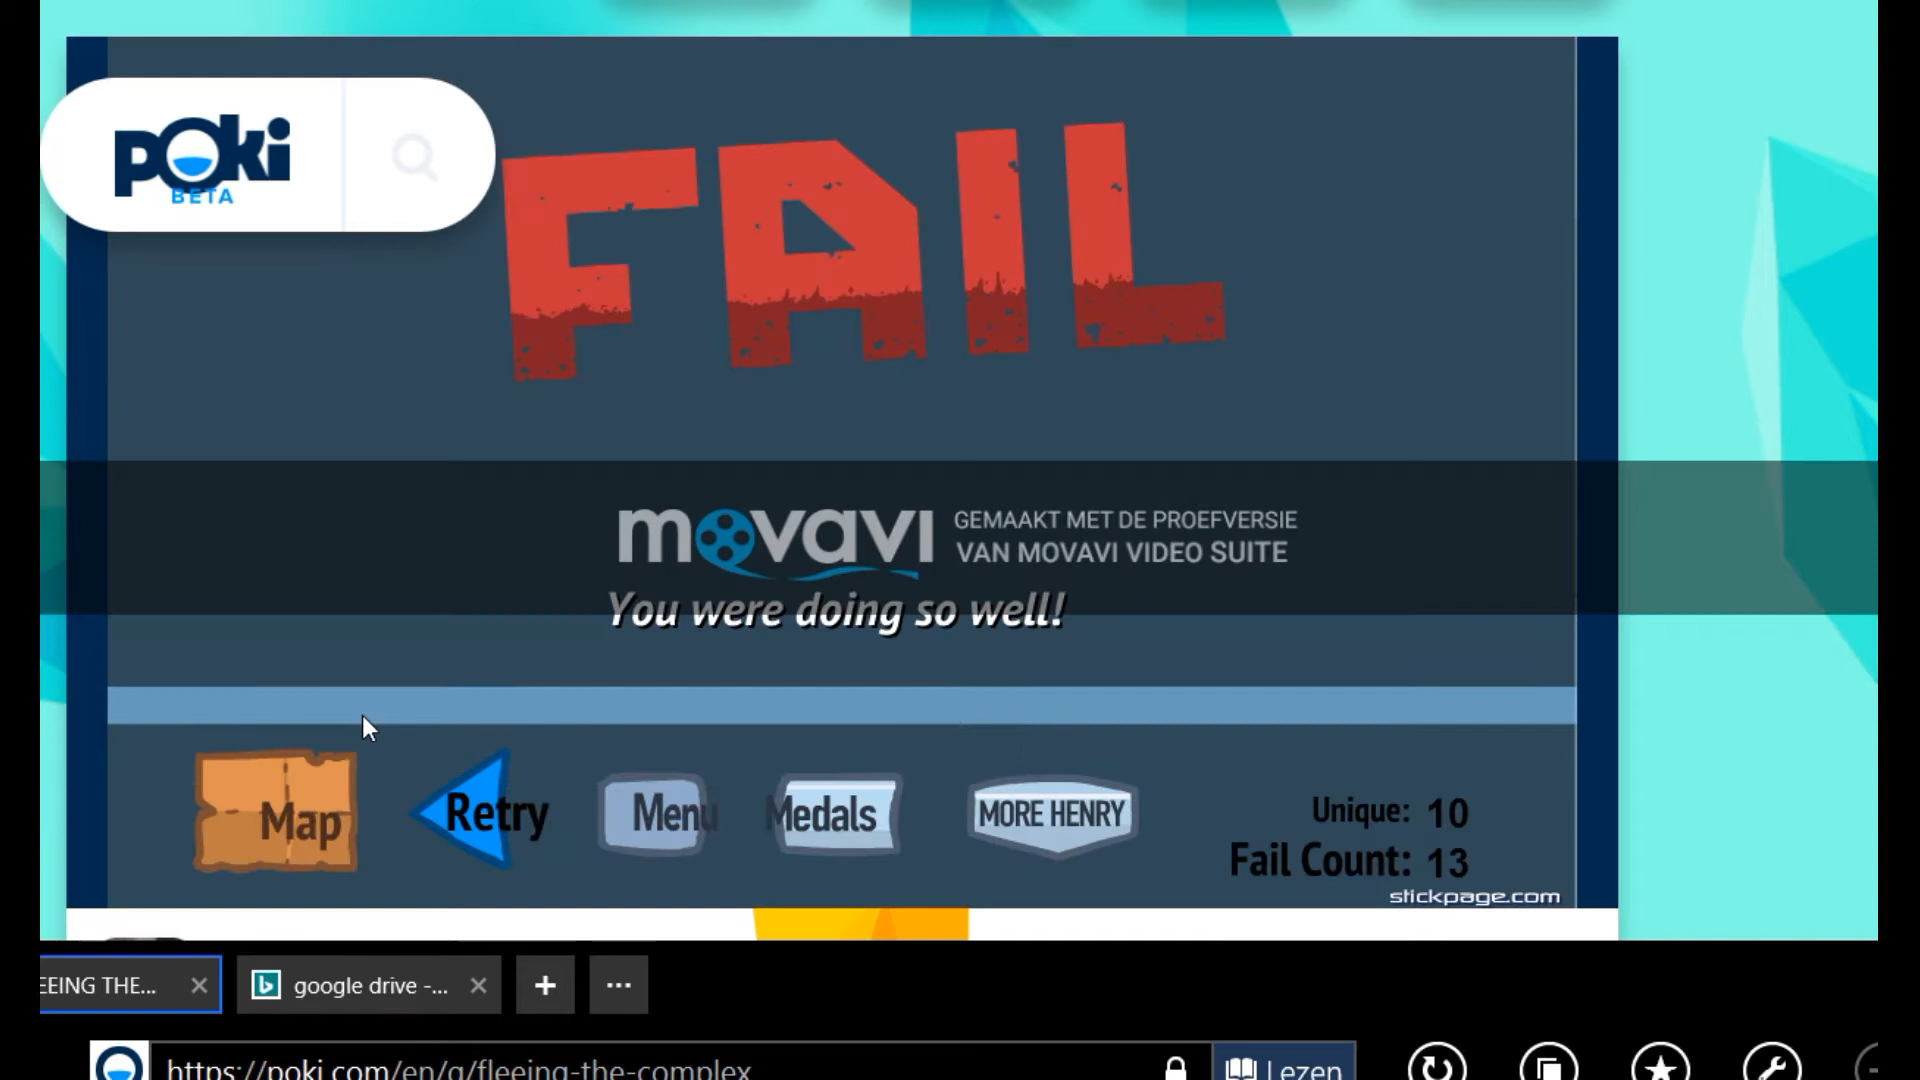 poki
BETA
FAIL
movavi
GEMAAKT MET DE PROEFVERSIE
VAN MOVAVI VIDEO SUITE
You were doing so well!
Map
Retry
Menu
Medals
MORE HENRY
Unique: 10
Fail Count: 13
stickpage.com
EEING THE...
google drive -...
https://poki.com/en/g/fleeing-the-complex
Lezen